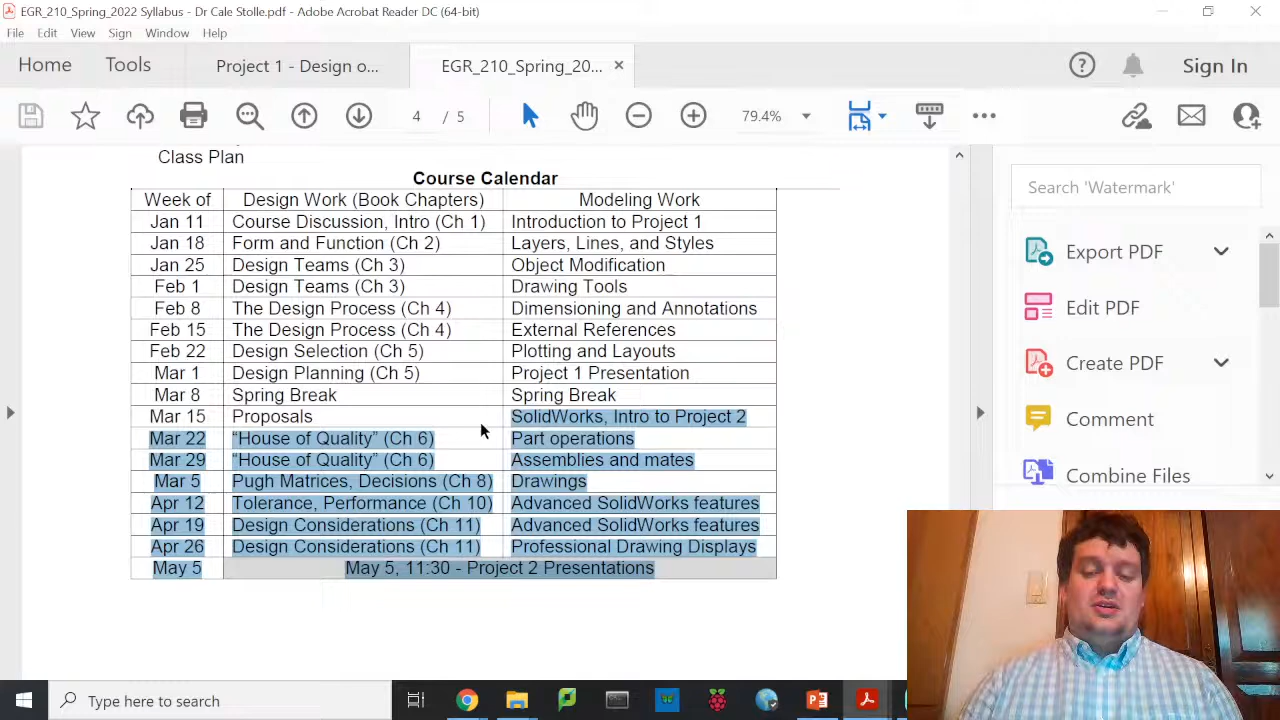 EGR_210_Spring_2022 Syllabus - Dr Cale Stolle.pdf - Adobe Acrobat Reader DC (64-bit)
File Edit View Sign Window Help
Home Tools Project 1 - Design o... EGR_210_Spring_20... × ? Sign In
4 / 5 79.4%
Class Plan
Course Calendar
Week of Design Work (Book Chapters) Modeling Work
Jan 11 Course Discussion, Intro (Ch 1) Introduction to Project 1
Jan 18 Form and Function (Ch 2) Layers, Lines, and Styles
Jan 25 Design Teams (Ch 3) Object Modification
Feb 1 Design Teams (Ch 3) Drawing Tools
Feb 8 The Design Process (Ch 4) Dimensioning and Annotations
Feb 15 The Design Process (Ch 4) External References
Feb 22 Design Selection (Ch 5) Plotting and Layouts
Mar 1 Design Planning (Ch 5) Project 1 Presentation
Mar 8 Spring Break Spring Break
Mar 15 Proposals SolidWorks, Intro to Project 2
Mar 22 “House of Quality” (Ch 6) Part operations
Mar 29 “House of Quality” (Ch 6) Assemblies and mates
Mar 5 Pugh Matrices, Decisions (Ch 8) Drawings
Apr 12 Tolerance, Performance (Ch 10) Advanced SolidWorks features
Apr 19 Design Considerations (Ch 11) Advanced SolidWorks features
Apr 26 Design Considerations (Ch 11) Professional Drawing Displays
May 5 May 5, 11:30 - Project 2 Presentations
Search 'Watermark'
Export PDF
Edit PDF
Create PDF
Comment
Combine Files
Type here to search